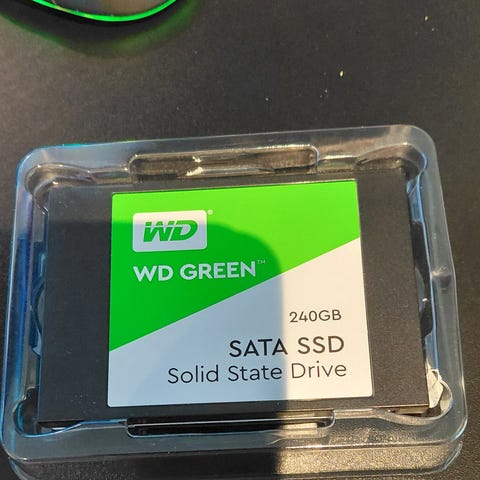 WD®
WD GREEN™
240GB
SATA SSD
Solid State Drive